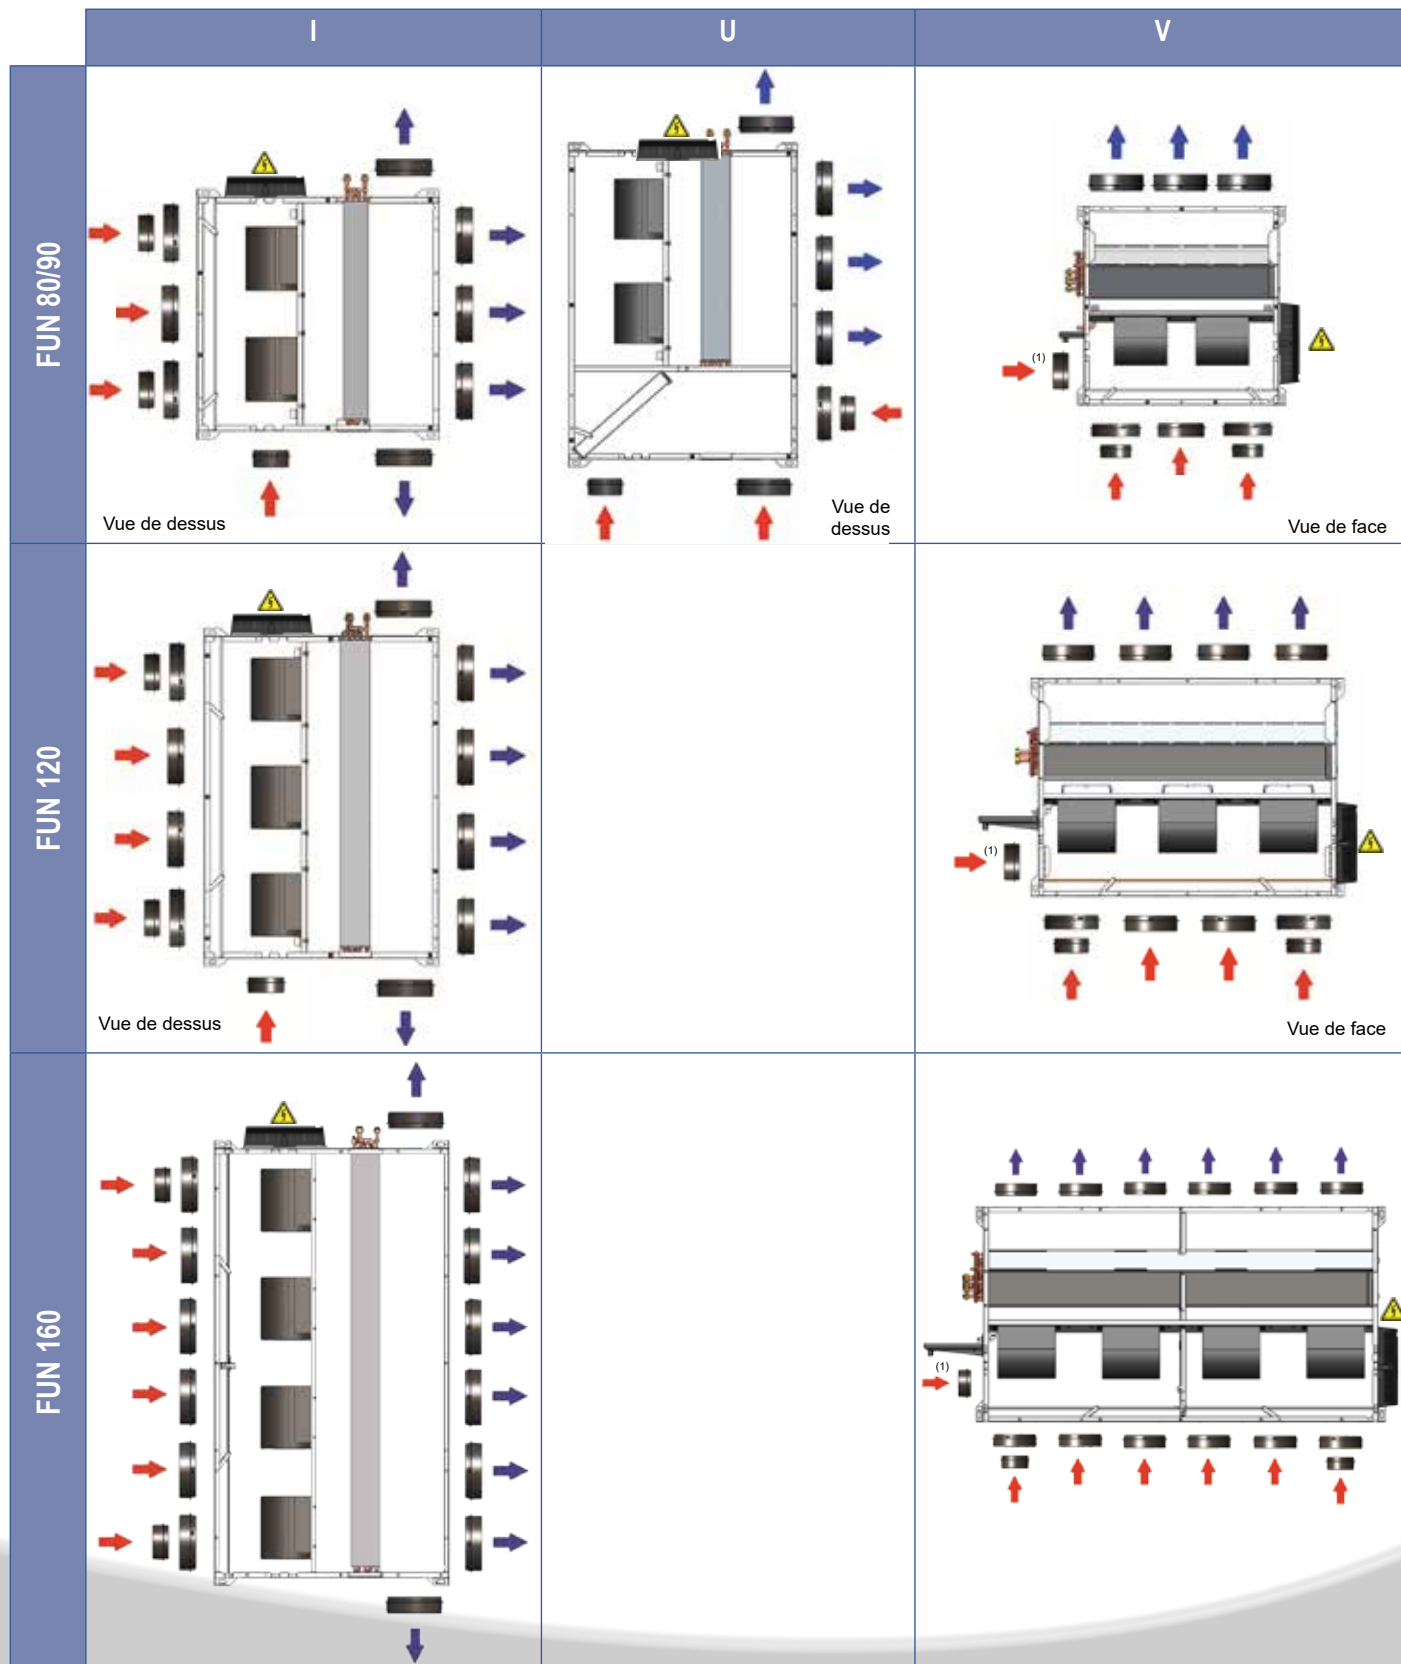 I
U
V
FUN 80/90
Vue de dessus
Vue de
dessus
(1)
Vue de face
FUN 120
Vue de dessus
(1)
Vue de face
FUN 160
(1)